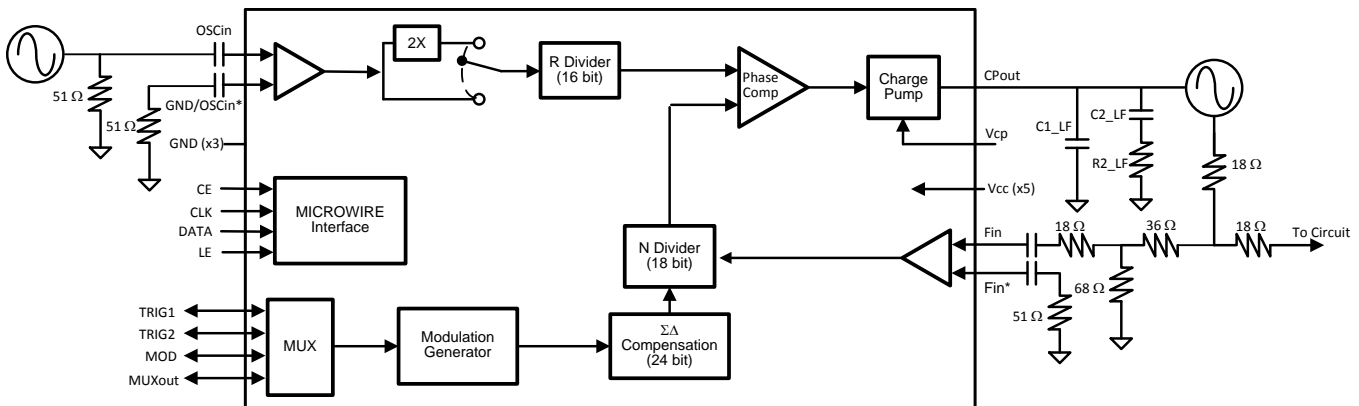 OSCin
2X
51 Ω
GND/OSCin*
51 Ω
GND (x3)
R Divider
(16 bit)
Phase
Comp
Charge
Pump
CPout
Vcp
C1_LF
C2_LF
R2_LF
18 Ω
Vcc (x5)
CE
CLK
DATA
LE
MICROWIRE
Interface
N Divider
(18 bit)
Fin
18 Ω
36 Ω
18 Ω
To Circuit
Fin*
51 Ω
68 Ω
TRIG1
TRIG2
MOD
MUXout
MUX
Modulation
Generator
ΣΔ
Compensation
(24 bit)